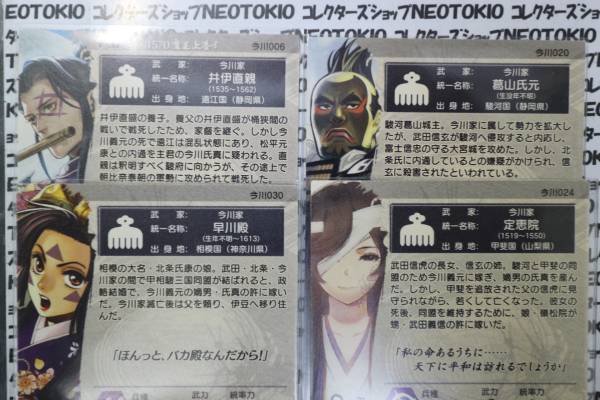 コレクターズショップNEOTOKIO コレクターズショップNEOTOKIO コレクターズショップ
今川006
武家：今川家
統一名称：井伊直親
(1535～1562)
出身地：遠江国（静岡県）
井伊直盛の養子。養父の井伊直盛が桶狭間の
戦いで戦死したため、家督を継ぐ。しかし今
川義元の死で遠江は混乱状態にあり、松平元
康との内通を主君の今川氏真に疑われる。直
親は釈明すべく駿府に向かうが、その途上で
朝比奈泰朝の軍勢に攻められて戦死した。
今川020
武家：今川家
統一名称：葛山氏元
(生没年不明)
出身地：駿河国（静岡県）
駿河葛山城主。今川家に属して勢力を拡大し
たが、武田信玄が駿河へ侵攻すると内応し、
富士信忠の守る大宮城を攻めた。しかし、北
条氏に内通しているとの嫌疑がかけられ、信
玄に殺害されたといわれている。
今川030
武家：今川家
統一名称：早川殿
(生年不明～1613)
出身地：相模国（神奈川県）
相模の大名・北条氏康の娘。武田・北条・今
川家の間で甲相駿三国同盟が結ばれると、政
略結婚で、今川義元の嫡男・氏真の許に嫁い
だ。今川家滅亡後は父を頼り、伊豆へ移り住
んだ。
「ほんっと、バカ殿なんだから！」
兵種 武力 統率力
今川024
武家：今川家
統一名称：定恵院
(1519～1550)
出身地：甲斐国（山梨県）
武田信虎の長女、信玄の姉。駿河と甲斐の同
盟のため今川義元に嫁ぎ、嫡男の氏真を産ん
だ。しかし、甲斐を追放された父の信虎に見
守られながら、若くして亡くなった。彼女の
死後、同盟を維持するために、娘・嶺松院が
甥・武田義信の許に嫁いだ。
「私の命あるうちに……
天下に平和は訪れるでしょうか」
兵種 武力 統率力